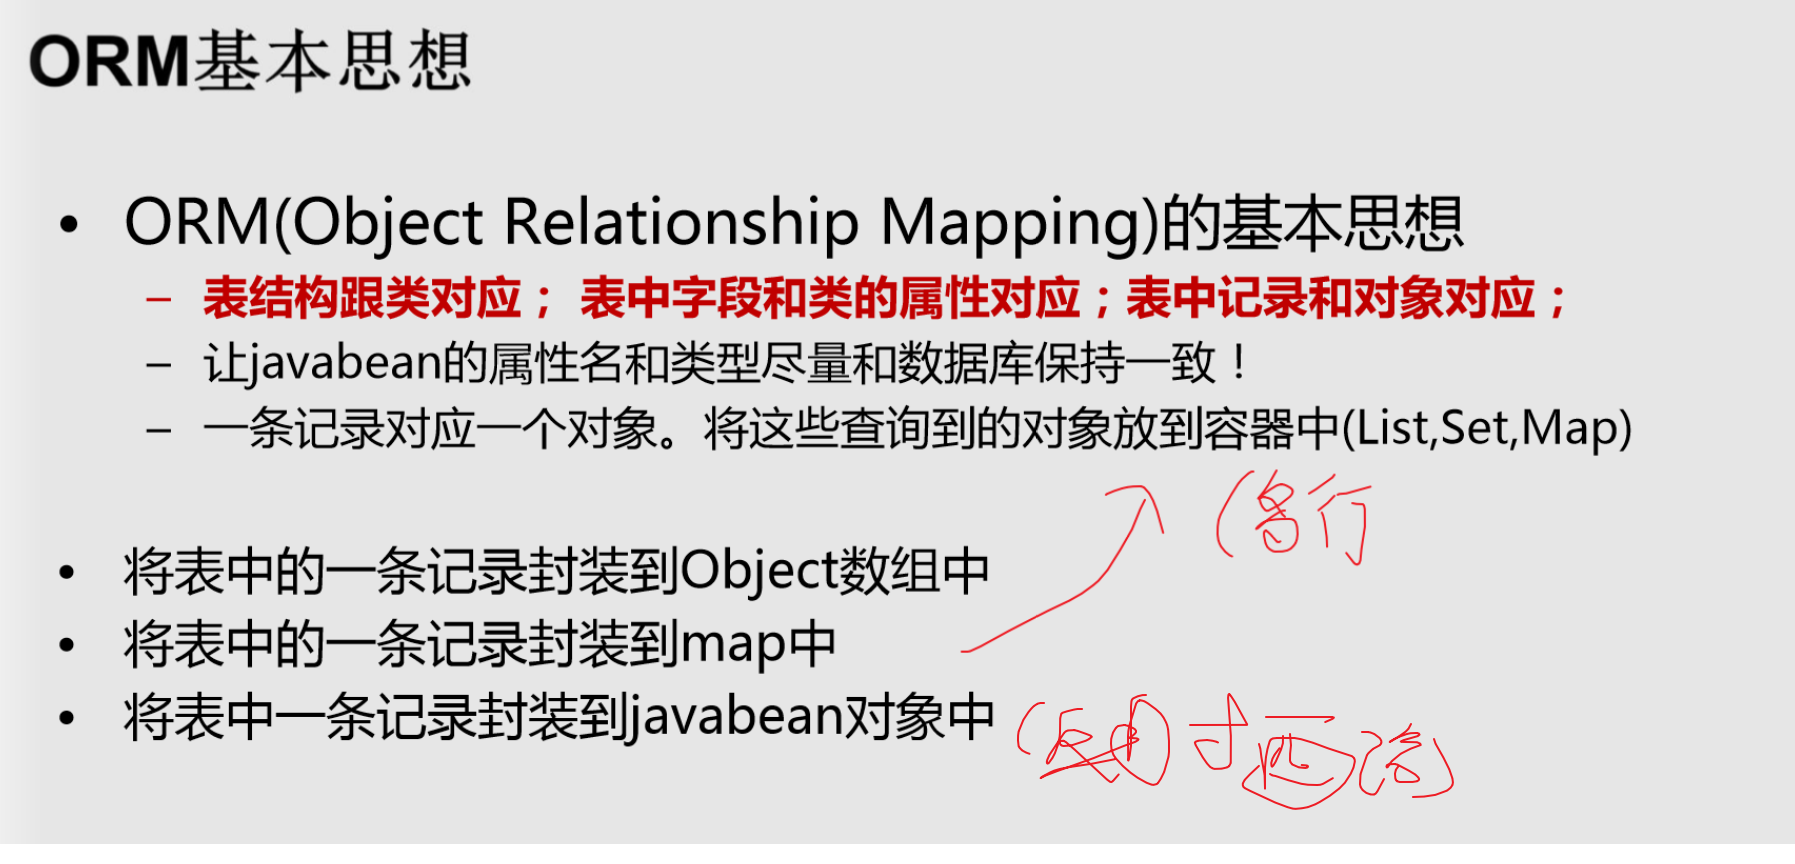 ORM基本思想
• ORM(Object Relationship Mapping)的基本思想
– 表结构跟类对应； 表中字段和类的属性对应；表中记录和对象对应；
– 让javabean的属性名和类型尽量和数据库保持一致！
– 一条记录对应一个对象。将这些查询到的对象放到容器中(List,Set,Map)
(多行
• 将表中的一条记录封装到Object数组中
• 将表中的一条记录封装到map中
• 将表中一条记录封装到javabean对象中